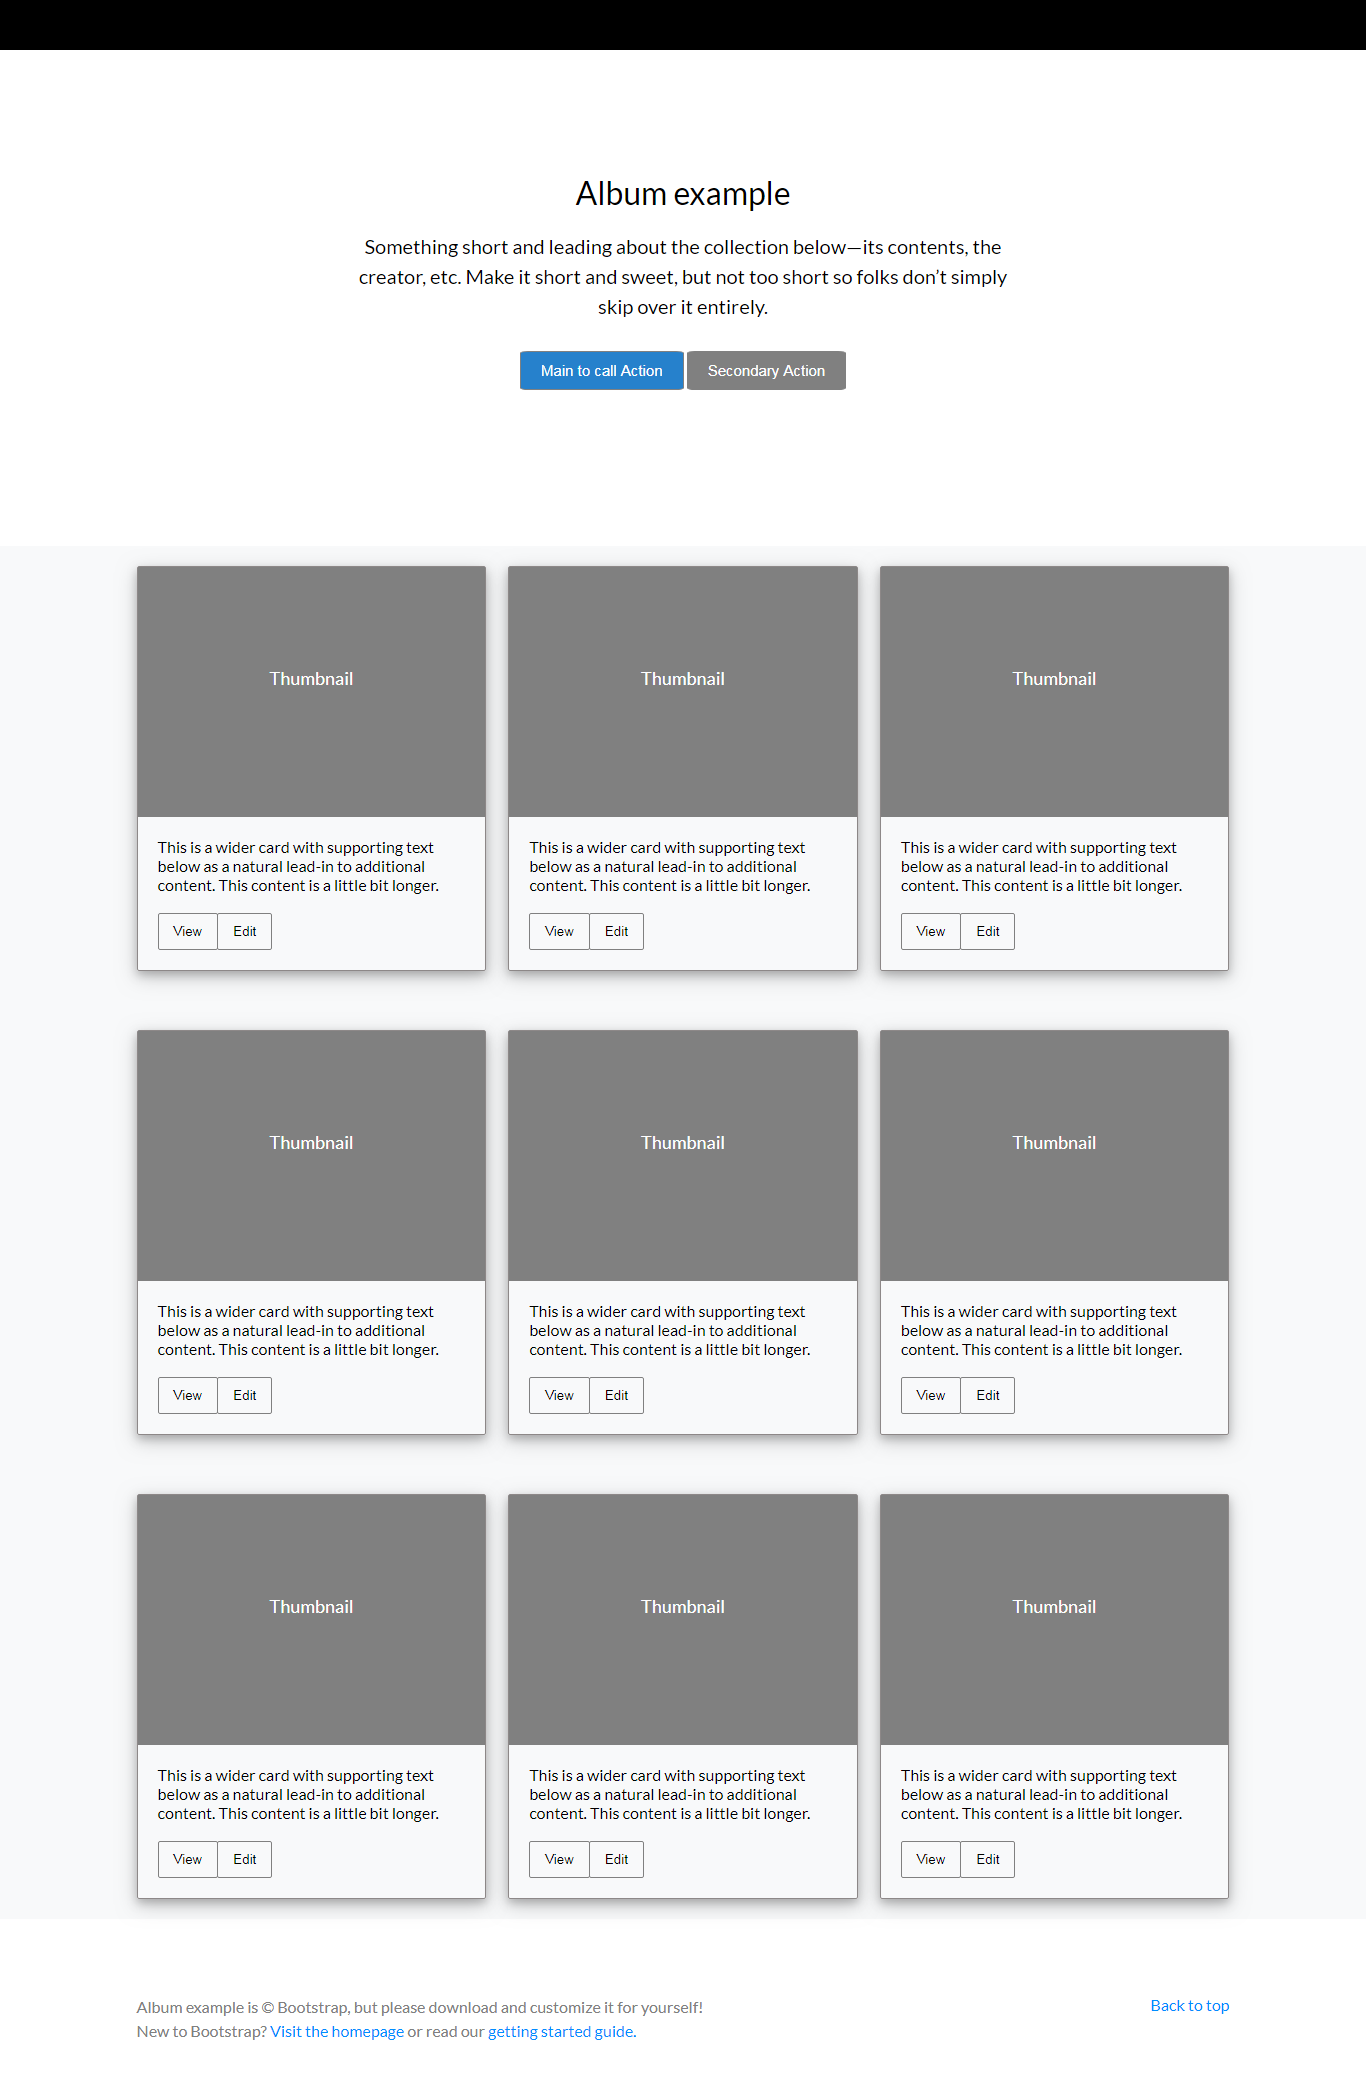 Album example
Something short and leading about the collection below—its contents, the
creator, etc. Make it short and sweet, but not too short so folks don’t simply
skip over it entirely.
Main to call Action Secondary Action
Thumbnail Thumbnail Thumbnail
This is a wider card with supporting text
below as a natural lead-in to additional
content. This content is a little bit longer.
View Edit
This is a wider card with supporting text
below as a natural lead-in to additional
content. This content is a little bit longer.
View Edit
This is a wider card with supporting text
below as a natural lead-in to additional
content. This content is a little bit longer.
View Edit
Thumbnail Thumbnail Thumbnail
This is a wider card with supporting text
below as a natural lead-in to additional
content. This content is a little bit longer.
View Edit
This is a wider card with supporting text
below as a natural lead-in to additional
content. This content is a little bit longer.
View Edit
This is a wider card with supporting text
below as a natural lead-in to additional
content. This content is a little bit longer.
View Edit
Thumbnail Thumbnail Thumbnail
This is a wider card with supporting text
below as a natural lead-in to additional
content. This content is a little bit longer.
View Edit
This is a wider card with supporting text
below as a natural lead-in to additional
content. This content is a little bit longer.
View Edit
This is a wider card with supporting text
below as a natural lead-in to additional
content. This content is a little bit longer.
View Edit
Album example is © Bootstrap, but please download and customize it for yourself!
New to Bootstrap? Visit the homepage or read our getting started guide.
Back to top